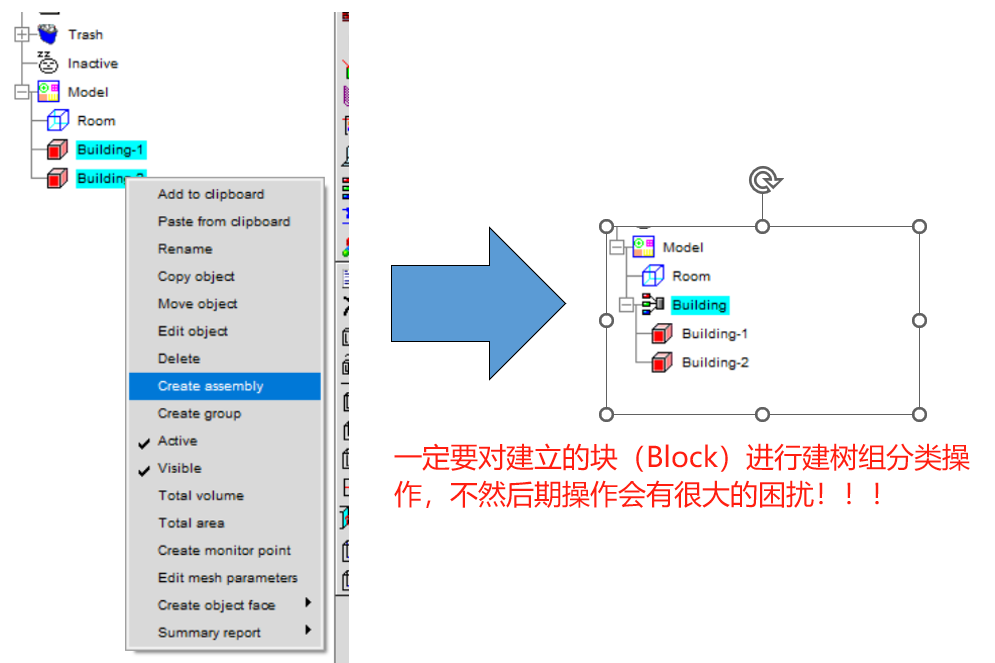 Trash
Inactive
Model
Room
Building-1
Building-2
Add to clipboard
Paste from clipboard
Rename
Copy object
Move object
Edit object
Delete
Create assembly
Create group
Active
Visible
Total volume
Total area
Create monitor point
Edit mesh parameters
Create object face
Summary report
Model
Room
Building
Building-1
Building-2
一定要对建立的块（Block）进行建树组分类操
作，不然后期操作会有很大的困扰！！！